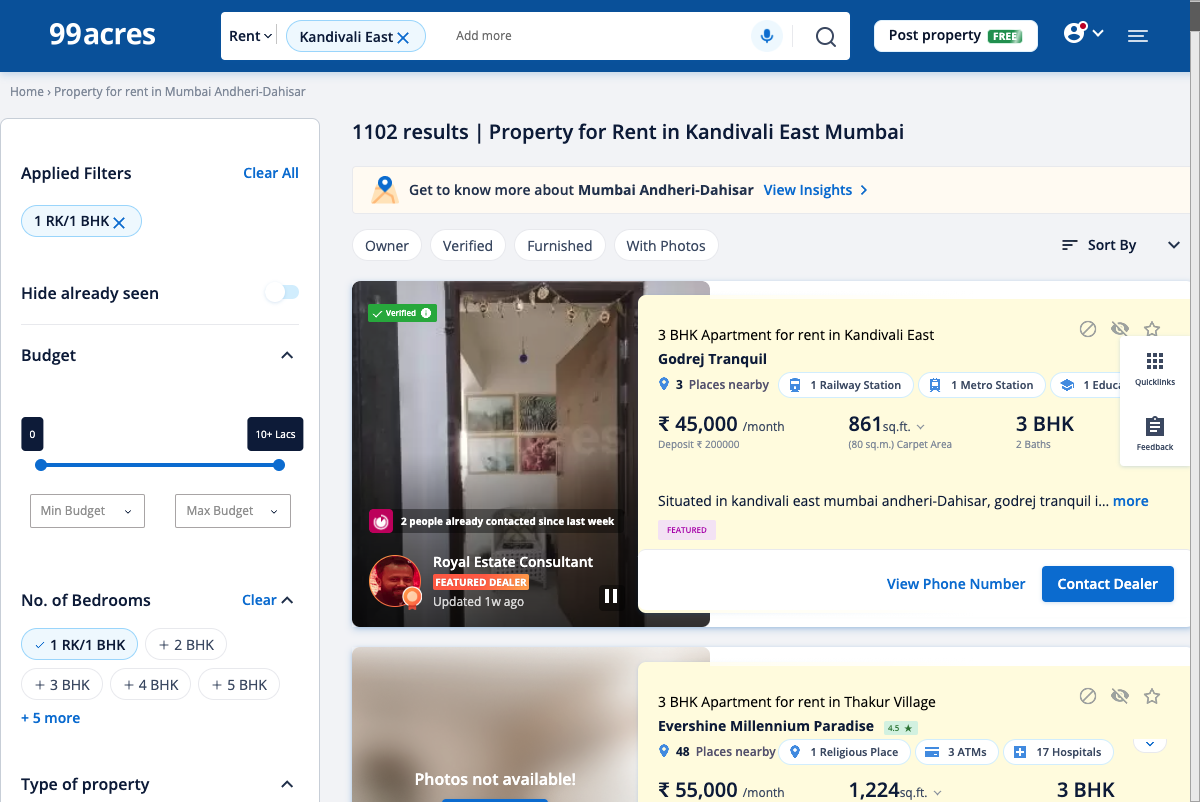 99acres
Rent
Kandivali East
Add more
Post property FREE
Home › Property for rent in Mumbai Andheri-Dahisar
Applied Filters
Clear All
1 RK/1 BHK
Hide already seen
Budget
0
10+ Lacs
Min Budget
Max Budget
No. of Bedrooms
Clear
1 RK/1 BHK
+ 2 BHK
+ 3 BHK
+ 4 BHK
+ 5 BHK
+ 5 more
Type of property
1102 results | Property for Rent in Kandivali East Mumbai
Get to know more about Mumbai Andheri-Dahisar View Insights
Owner
Verified
Furnished
With Photos
Sort By
Verified
2 people already contacted since last week
Royal Estate Consultant
FEATURED DEALER
Updated 1w ago
3 BHK Apartment for rent in Kandivali East
Godrej Tranquil
3 Places nearby
1 Railway Station
1 Metro Station
1 Educa
₹ 45,000 /month
Deposit ₹ 200000
861sq.ft.
(80 sq.m.) Carpet Area
3 BHK
2 Baths
Situated in kandivali east mumbai andheri-Dahisar, godrej tranquil i... more
FEATURED
View Phone Number
Contact Dealer
Quicklinks
Feedback
Photos not available!
3 BHK Apartment for rent in Thakur Village
Evershine Millennium Paradise
4.5 ★
48 Places nearby
1 Religious Place
3 ATMs
17 Hospitals
₹ 55,000 /month
1,224sq.ft.
3 BHK